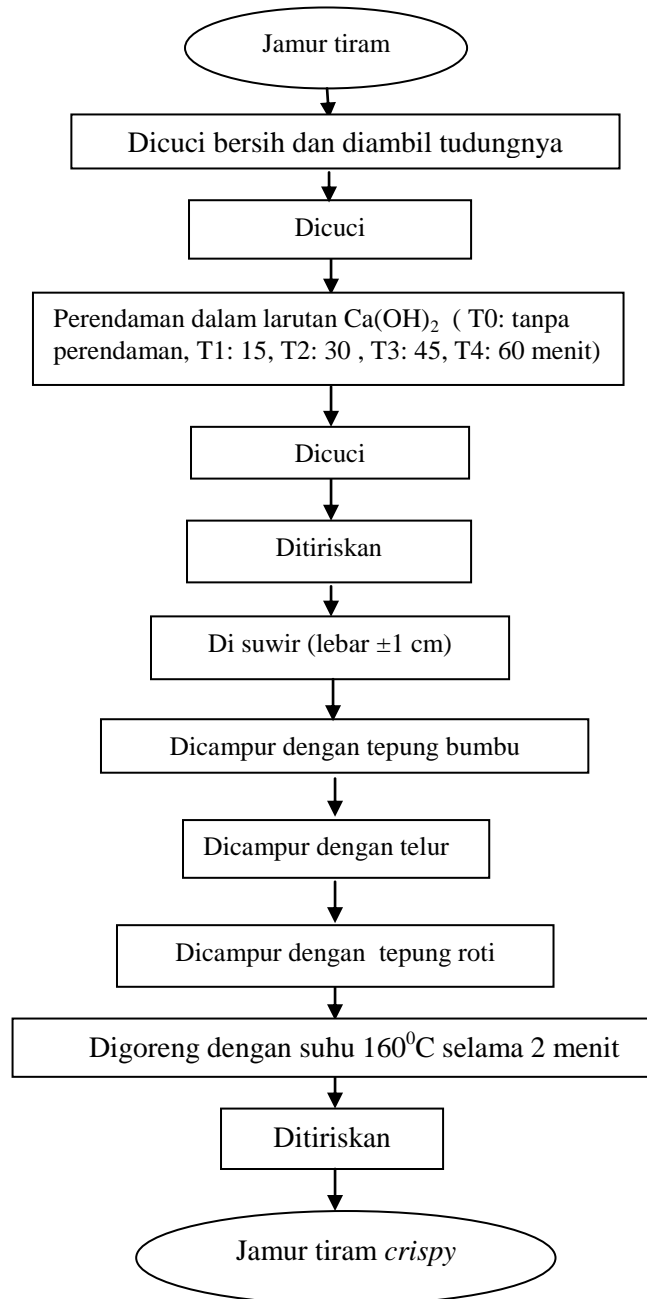 Jamur tiram
Dicuci bersih dan diambil tudungnya
Dicuci
Perendaman dalam larutan Ca(OH)₂ ( T0: tanpa
perendaman, T1: 15, T2: 30 , T3: 45, T4: 60 menit)
Dicuci
Ditiriskan
Di suwir (lebar ±1 cm)
Dicampur dengan tepung bumbu
Dicampur dengan telur
Dicampur dengan tepung roti
Digoreng dengan suhu 160⁰C selama 2 menit
Ditiriskan
Jamur tiram crispy